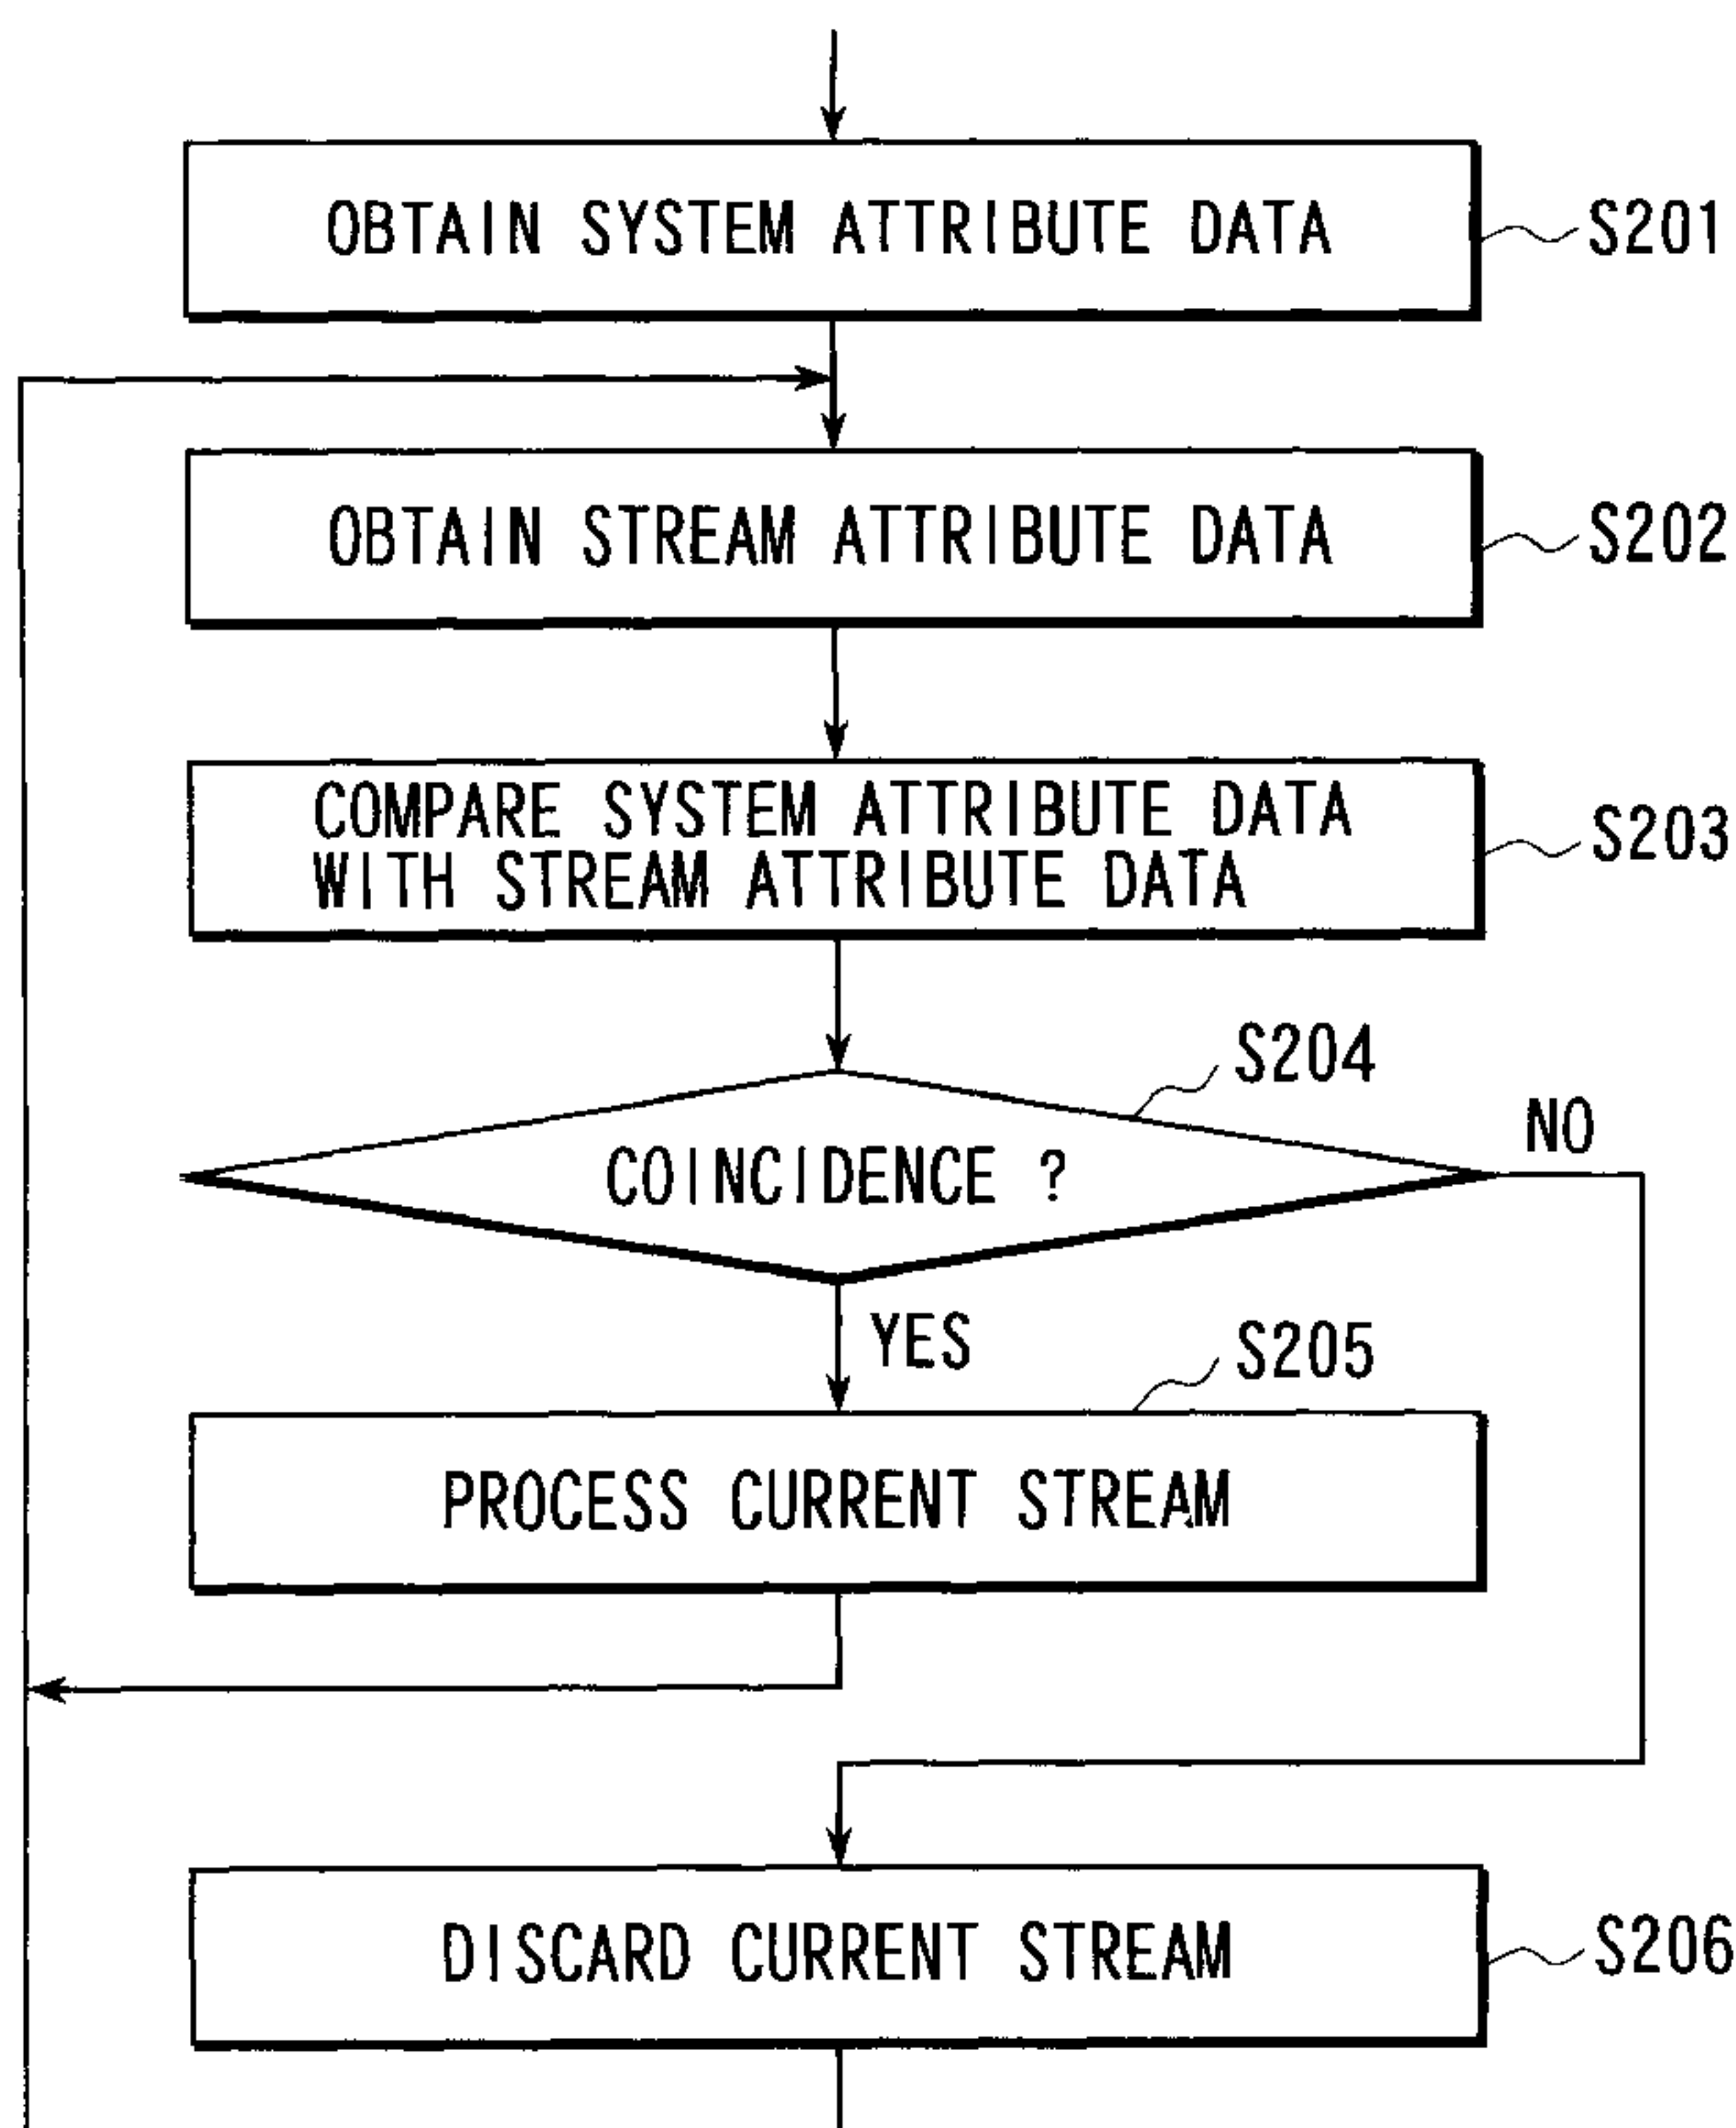 OBTAIN SYSTEM ATTRIBUTE DATA
S201
OBTAIN STREAM ATTRIBUTE DATA
S202
COMPARE SYSTEM ATTRIBUTE DATA
WITH STREAM ATTRIBUTE DATA
S203
S204
NO
COINCIDENCE ?
YES
S205
PROCESS CURRENT STREAM
DISCARD CURRENT STREAM
S206